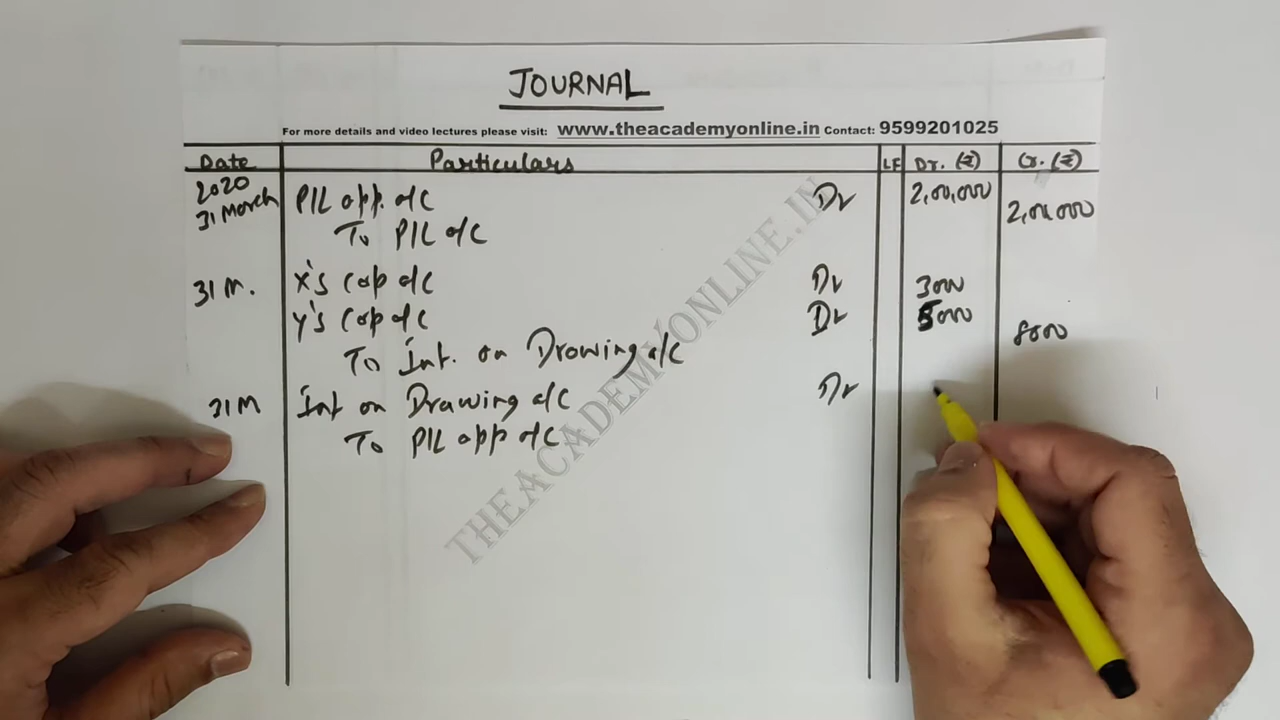 JOURNAL
For more details and video lectures please visit: www.theacademyonline.in Contact: 9599201025
Date Particulars LF Dr. (₹) Cr. (₹)
2020
31 March P/L app. a/c Dr 2,00,000
To P/L a/c 2,00,000
31 M. X's Cap a/c Dr 3000
Y's Cap a/c Dr 5000
To Int. on Drawing a/c 8000
31 M Int on Drawing a/c Dr
To P/L app a/c
THEACADEMYONLINE.IN